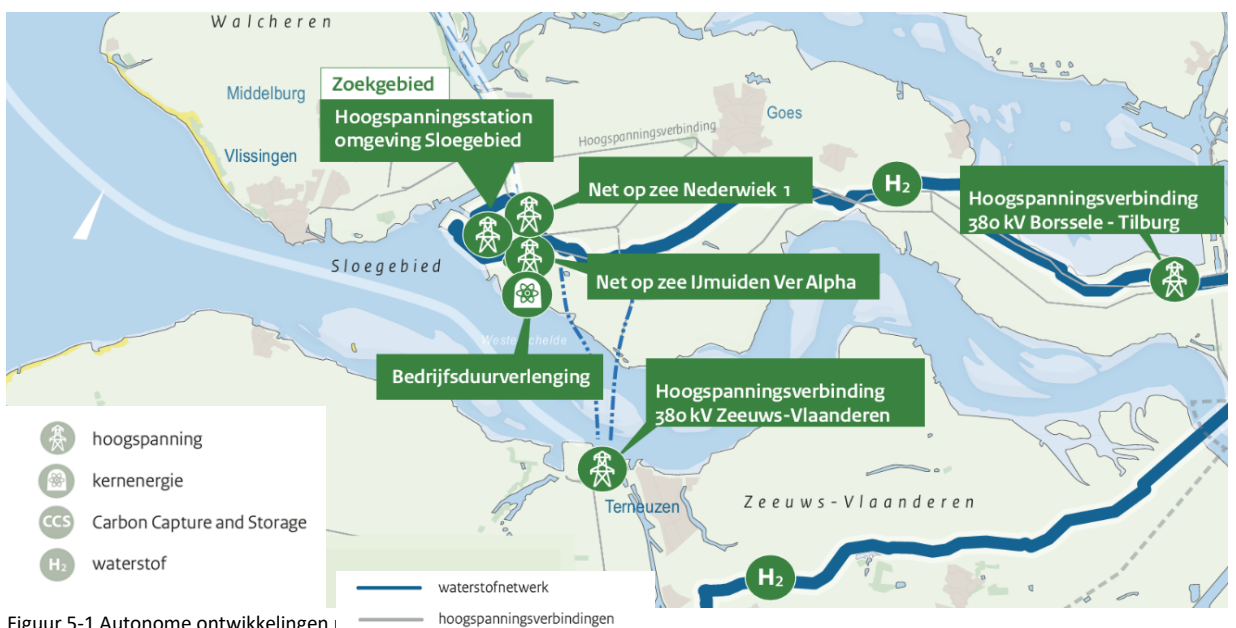 Walcheren
Zoekgebied
Hoogspanningsstation
omgeving Sloegebied
Middelburg
Vlissingen
Hoogspanningsverbinding
Goes
Net op zee Nederwiek 1
H2
Hoogspanningsverbinding
380 kV Borssele - Tilburg
Sloegebied
Net op zee IJmuiden Ver Alpha
Westerschelde
Bedrijfsduurverlenging
Hoogspanningsverbinding
380 kV Zeeuws-Vlaanderen
Terneuzen
Zeeuws-Vlaanderen
H2
hoogspanning
kernenergie
CCS Carbon Capture and Storage
H2 waterstof
waterstofnetwerk
hoogspanningsverbindingen
Figuur 5-1 Autonome ontwikkelingen